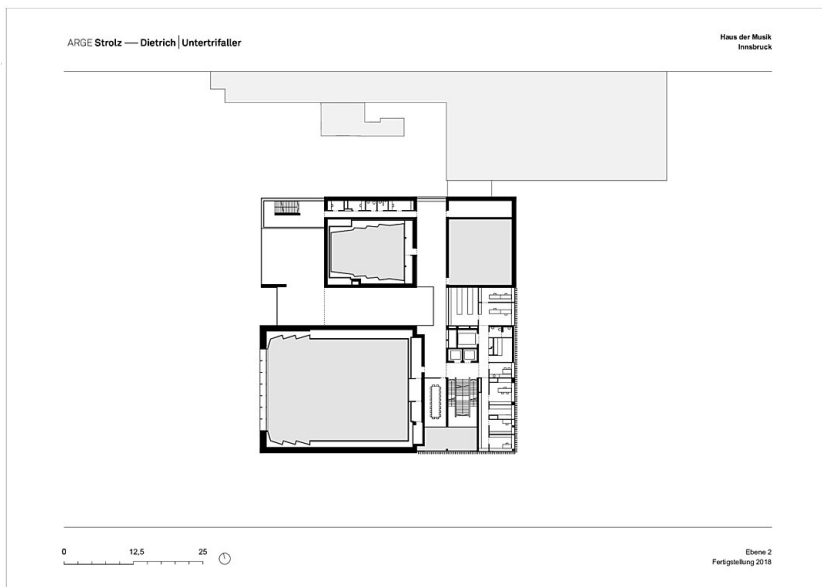 ARGE Strolz — Dietrich | Untertrifaller
Haus der Musik
Innsbruck
0 12,5 25
Ebene 2
Fertigstellung 2018